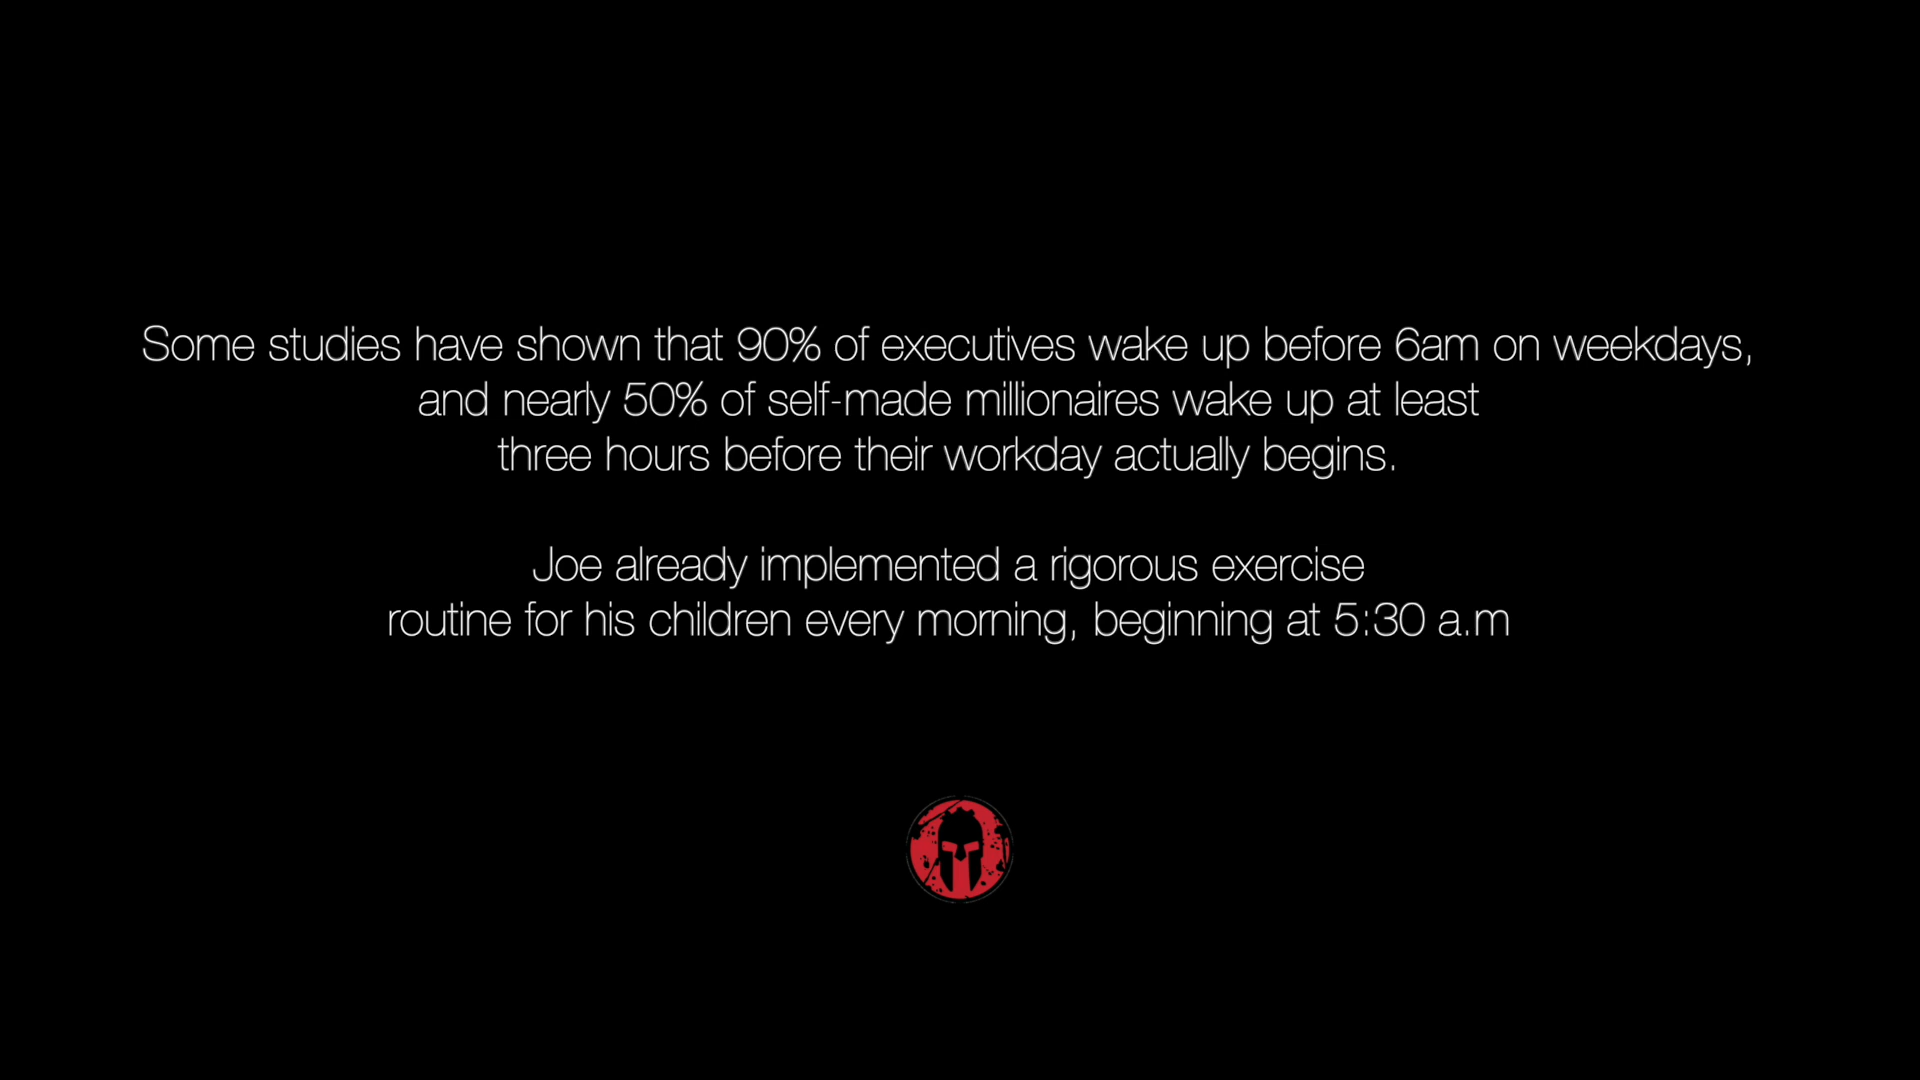 Some studies have shown that 90% of executives wake up before 6am on weekdays,
and nearly 50% of self-made millionaires wake up at least
three hours before their workday actually begins.
Joe already implemented a rigorous exercise
routine for his children every morning, beginning at 5:30 a.m